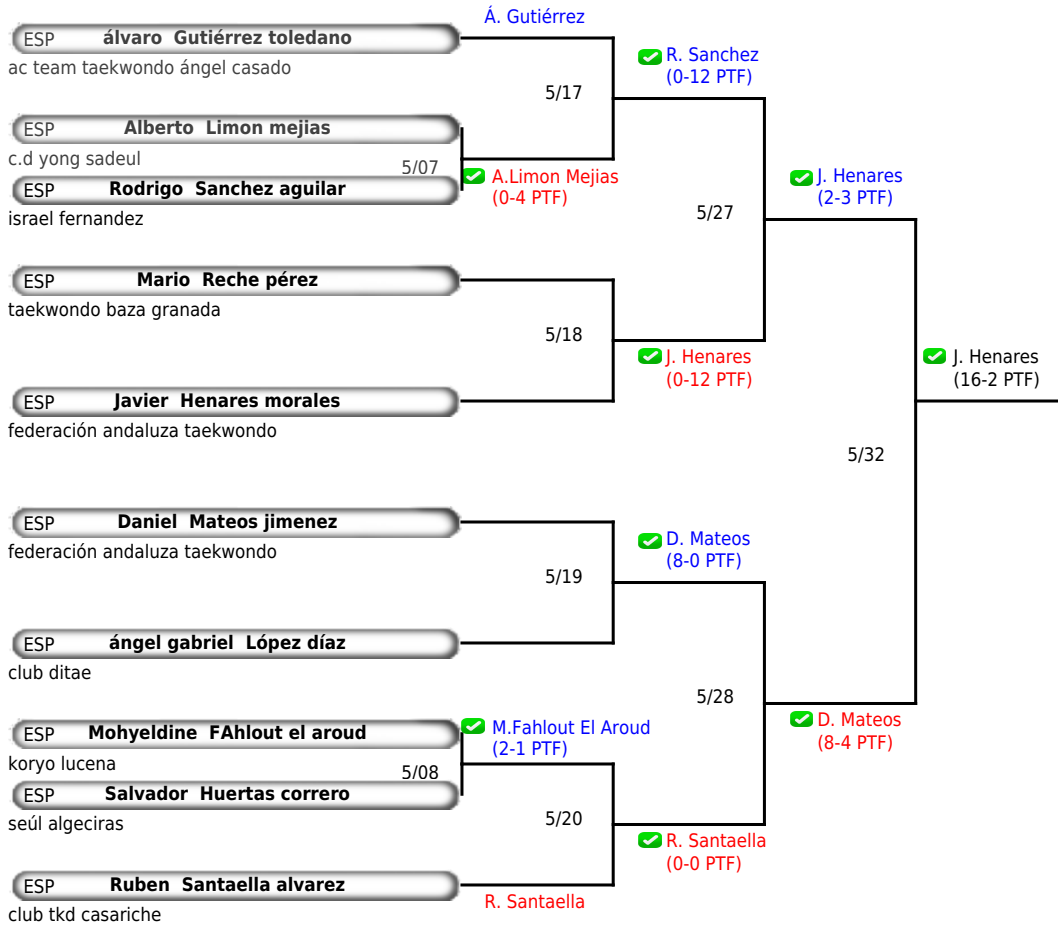 Á. Gutiérrez
ESP álvaro Gutiérrez toledano
ac team taekwondo ángel casado
R. Sanchez
(0-12 PTF)
5/17
ESP Alberto Limon mejias
c.d yong sadeul
5/07
A.Limon Mejias
(0-4 PTF)
ESP Rodrigo Sanchez aguilar
israel fernandez
J. Henares
(2-3 PTF)
5/27
ESP Mario Reche pérez
taekwondo baza granada
5/18
J. Henares
(0-12 PTF)
J. Henares
(16-2 PTF)
ESP Javier Henares morales
federación andaluza taekwondo
5/32
ESP Daniel Mateos jimenez
federación andaluza taekwondo
D. Mateos
(8-0 PTF)
5/19
ESP ángel gabriel López díaz
club ditae
5/28
D. Mateos
(8-4 PTF)
ESP Mohyeldine FAhlout el aroud
koryo lucena
M.Fahlout El Aroud
(2-1 PTF)
5/08
ESP Salvador Huertas correro
seúl algeciras
5/20
R. Santaella
(0-0 PTF)
ESP Ruben Santaella alvarez
club tkd casariche
R. Santaella